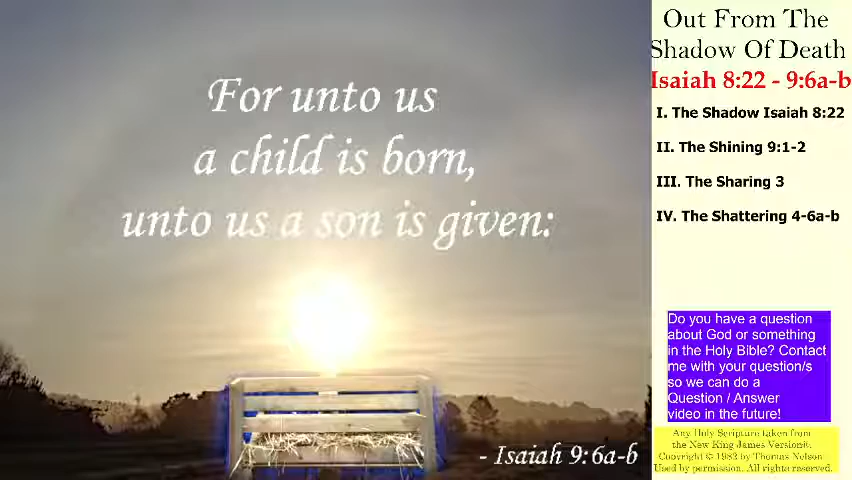 For unto us
a child is born,
unto us a son is given:
- Isaiah 9:6a-b
Out From The
Shadow Of Death
Isaiah 8:22 - 9:6a-b
I. The Shadow Isaiah 8:22
II. The Shining 9:1-2
III. The Sharing 3
IV. The Shattering 4-6a-b
Do you have a question
about God or something
in the Holy Bible? Contact
me with your question/s
so we can do a
Question / Answer
video in the future!
Any Holy Scripture taken from
the New King James Version®.
Copyright © 1982 by Thomas Nelson
Used by permission. All rights reserved.